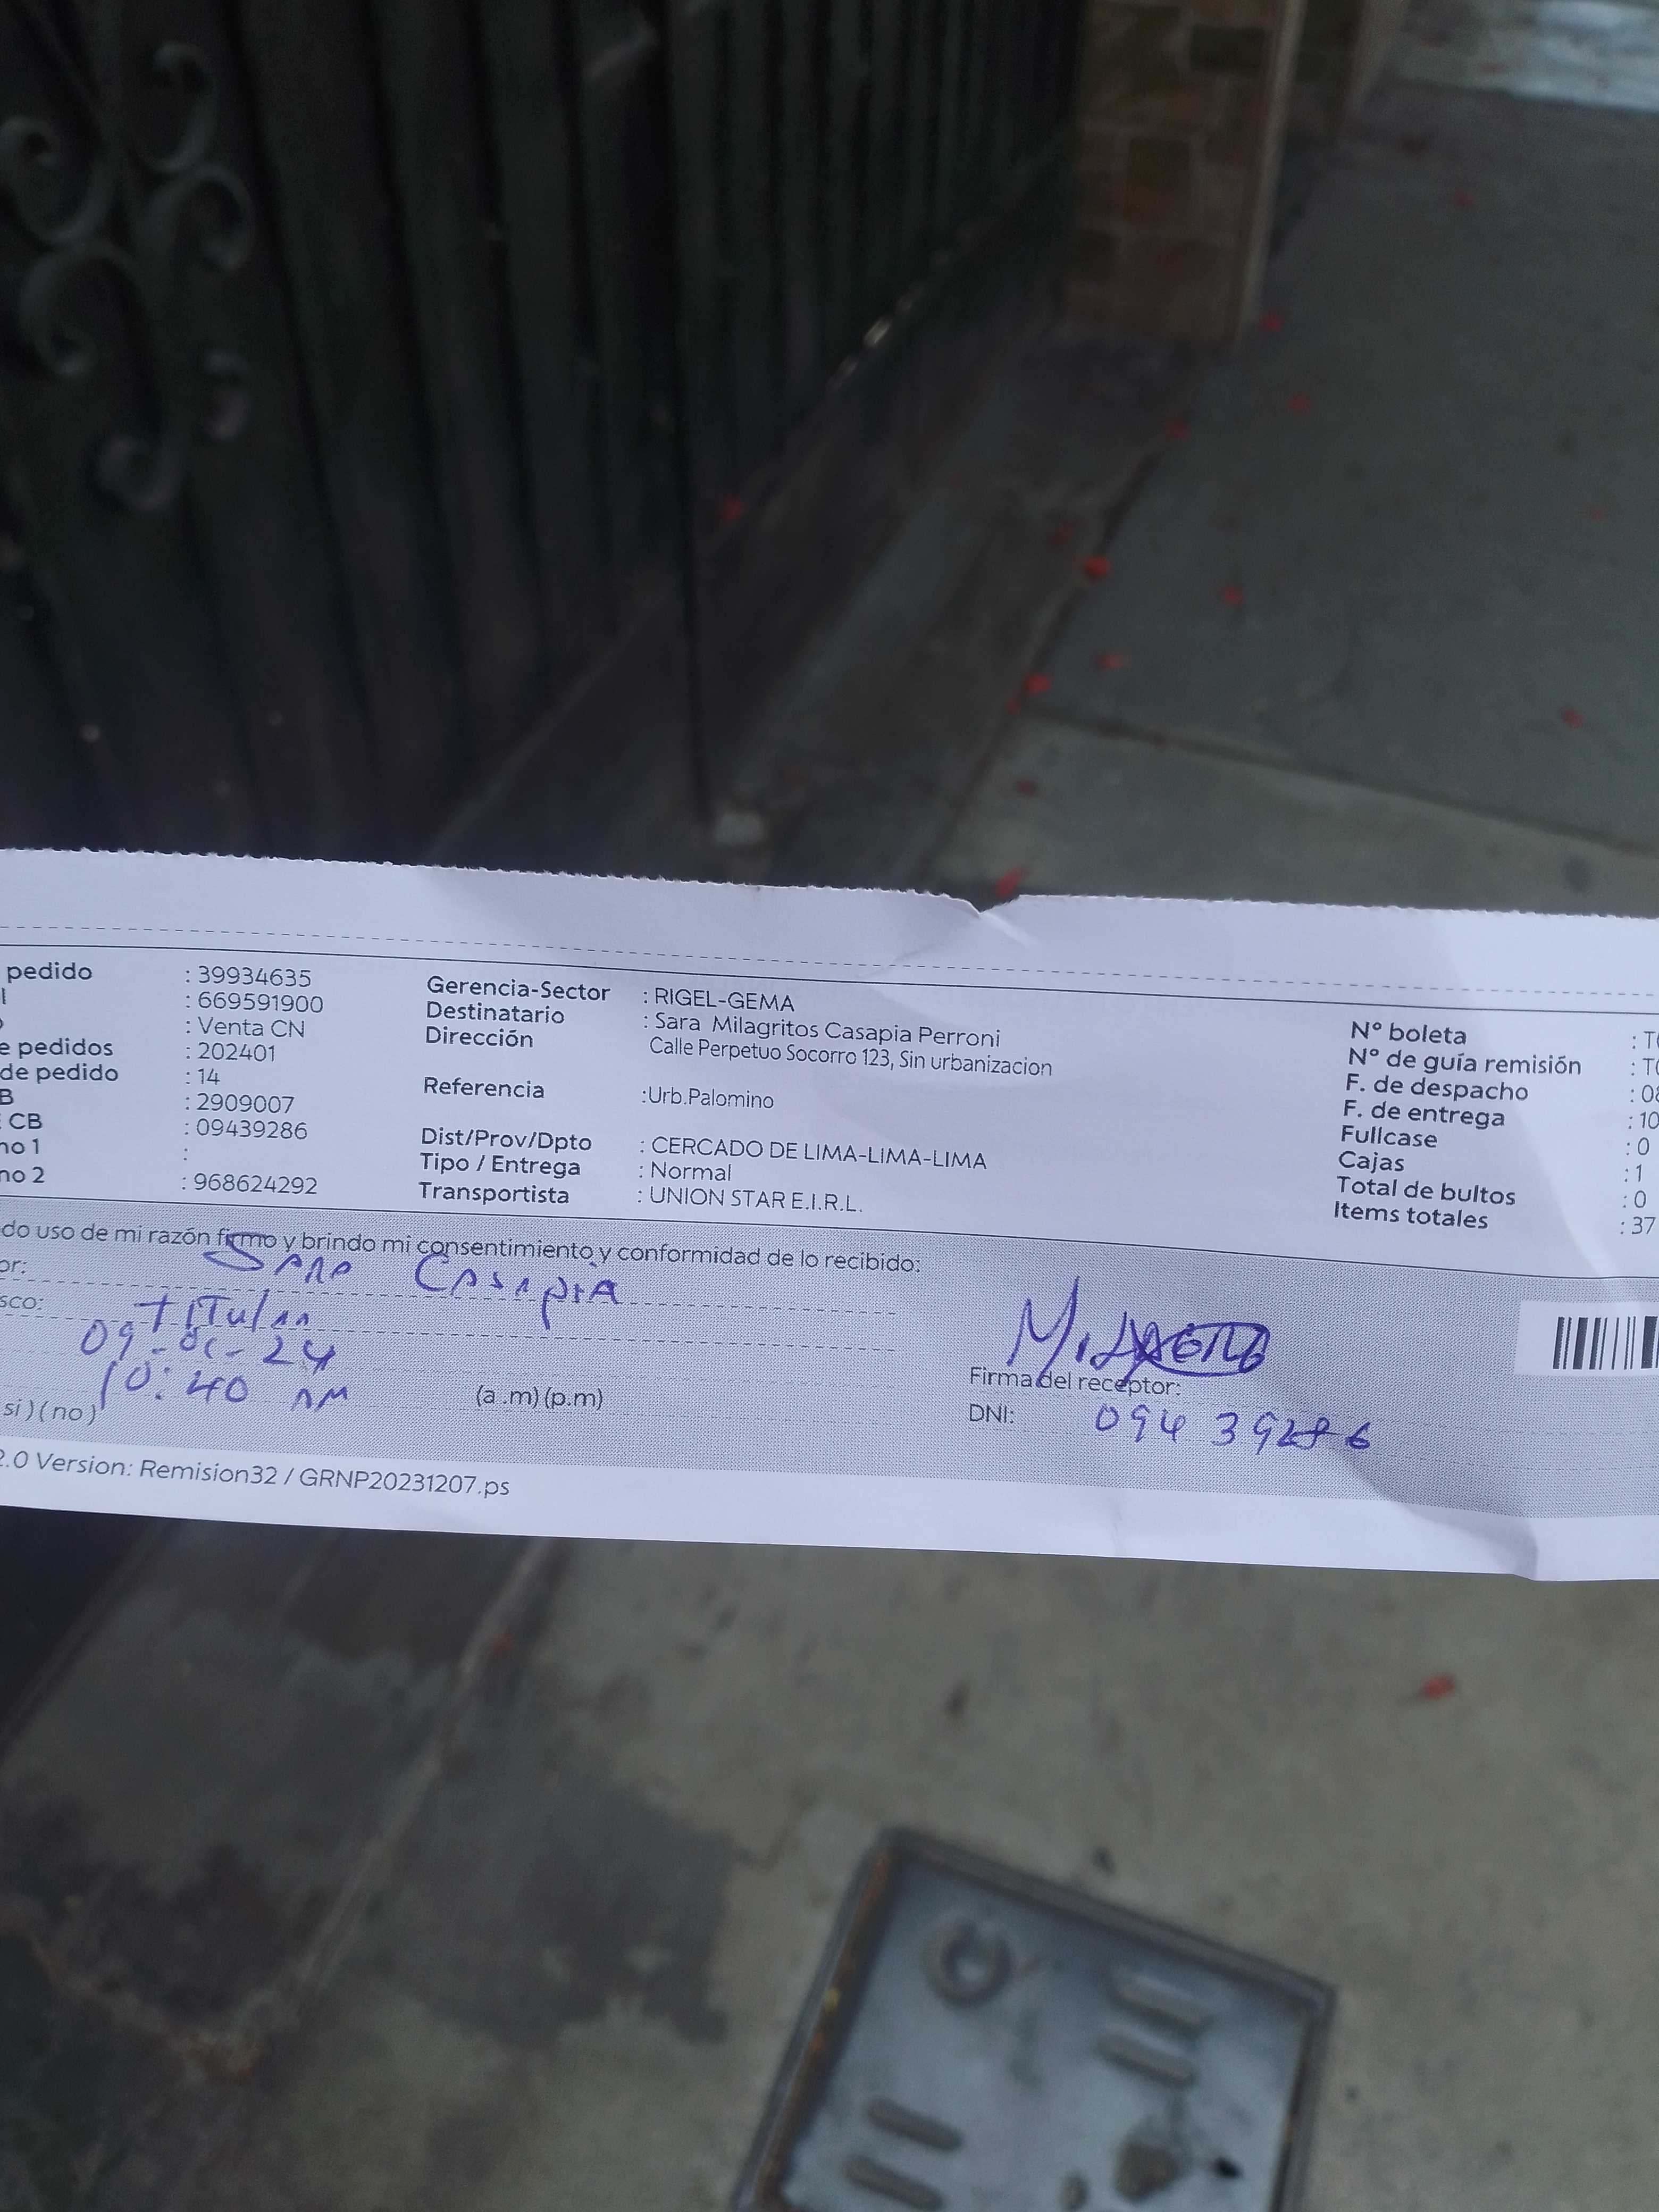 pedido : 39934635
l : 669591900
: Venta CN
e pedidos : 202401
de pedido : 14
B : 2909007
CB : 09439286
no 1 :
no 2 : 968624292
Gerencia-Sector : RIGEL-GEMA
Destinatario : Sara Milagritos Casapia Perroni
Dirección Calle Perpetuo Socorro 123, Sin urbanizacion
Referencia :Urb.Palomino
Dist/Prov/Dpto : CERCADO DE LIMA-LIMA-LIMA
Tipo / Entrega : Normal
Transportista : UNION STAR E.I.R.L.
N° boleta : T
N° de guía remisión : T
F. de despacho : 08
F. de entrega : 10
Fullcase : 0
Cajas : 1
Total de bultos : 0
Items totales : 37
do uso de mi razón firmo y brindo mi consentimiento y conformidad de lo recibido:
or: Sara Casapia
sco: titular
10:40 AM (a .m) (p.m)
si ) ( no )
Firma del receptor:
DNI: 09439286
2.0 Version: Remision32 / GRNP20231207.ps